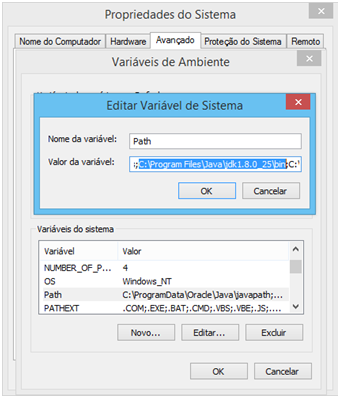 Propriedades do Sistema
Nome do Computador Hardware Avançado Proteção do Sistema Remoto
Variáveis de Ambiente
Editar Variável de Sistema
Nome da variável: Path
Valor da variável: ;C:\Program Files\Java\jdk1.8.0_25\bin;C:\
OK Cancelar
Variáveis do sistema
Variável Valor
NUMBER_OF_P... 4
OS Windows_NT
Path C:\ProgramData\Oracle\Java\javapath;...
PATHEXT .COM;.EXE;.BAT;.CMD;.VBS;.VBE;.JS;....
Novo... Editar... Excluir
OK Cancelar